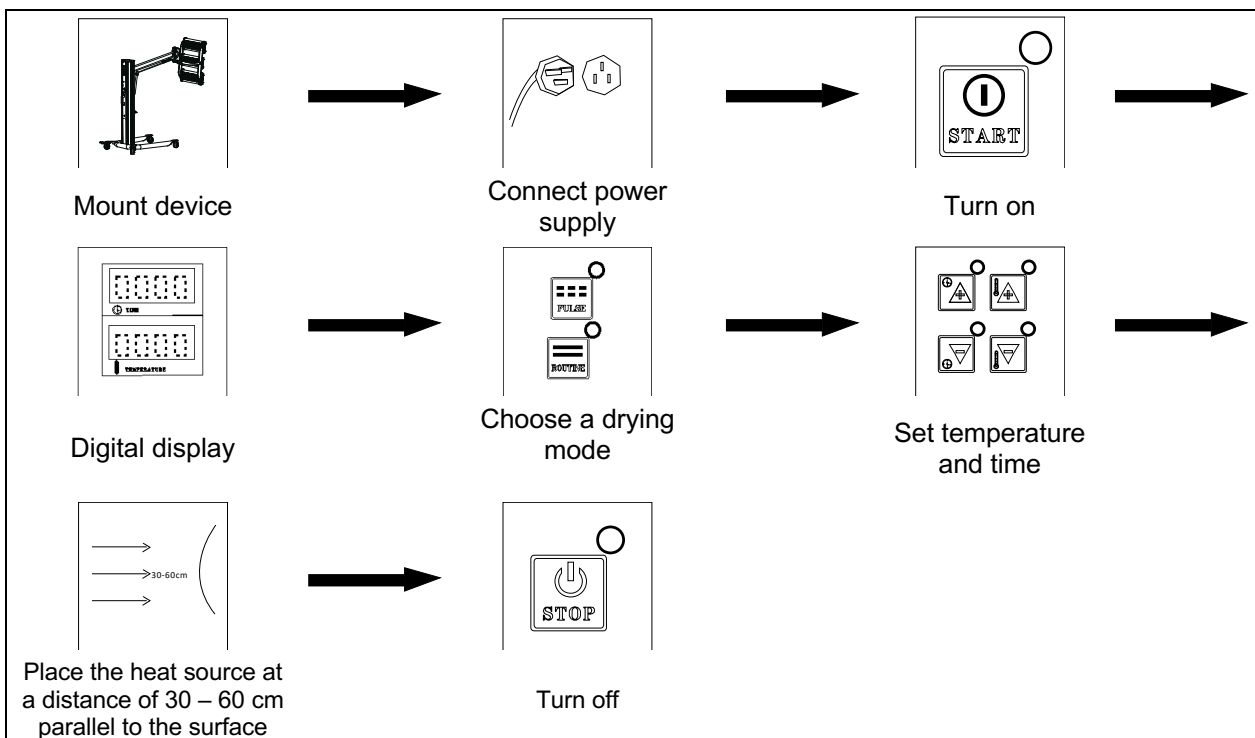 START
Mount device
Connect power
supply
Turn on
0000
TIME
0000
TEMPERATURE
PULSE
ROUTINE
Digital display
Choose a drying
mode
Set temperature
and time
30-60cm
STOP
Place the heat source at
a distance of 30 – 60 cm
parallel to the surface
Turn off